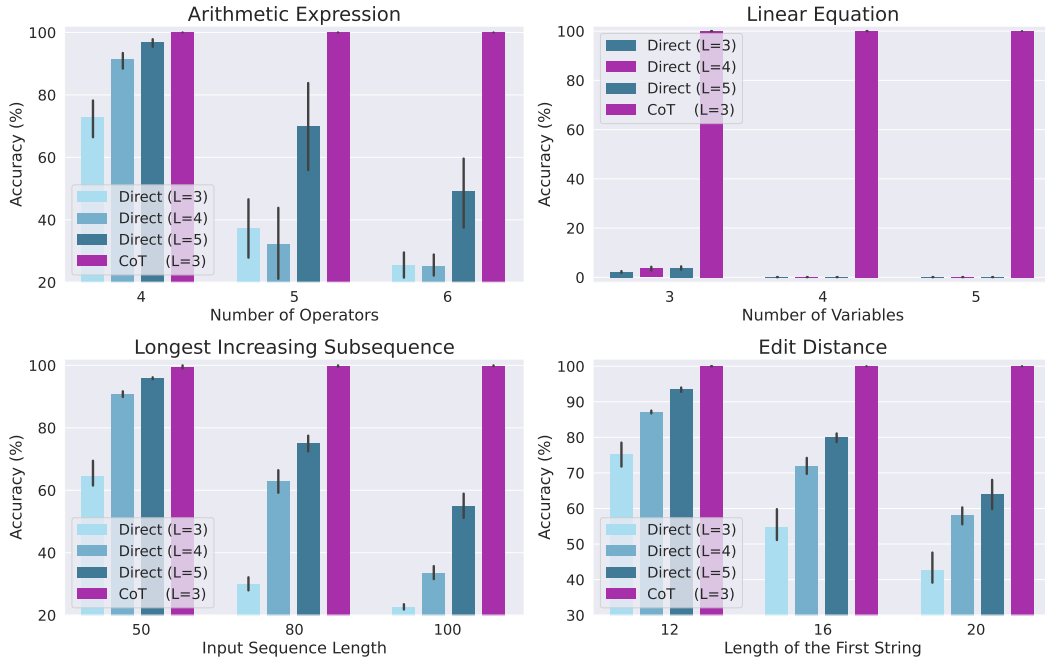 Arithmetic Expression
100
80
60
40
20
Accuracy (%)
Direct (L=3)
Direct (L=4)
Direct (L=5)
CoT (L=3)
4 5 6
Number of Operators
Linear Equation
100
80
60
40
20
0
Accuracy (%)
Direct (L=3)
Direct (L=4)
Direct (L=5)
CoT (L=3)
3 4 5
Number of Variables
Longest Increasing Subsequence
100
80
60
40
20
Accuracy (%)
Direct (L=3)
Direct (L=4)
Direct (L=5)
CoT (L=3)
50 80 100
Input Sequence Length
Edit Distance
100
90
80
70
60
50
40
30
Accuracy (%)
Direct (L=3)
Direct (L=4)
Direct (L=5)
CoT (L=3)
12 16 20
Length of the First String